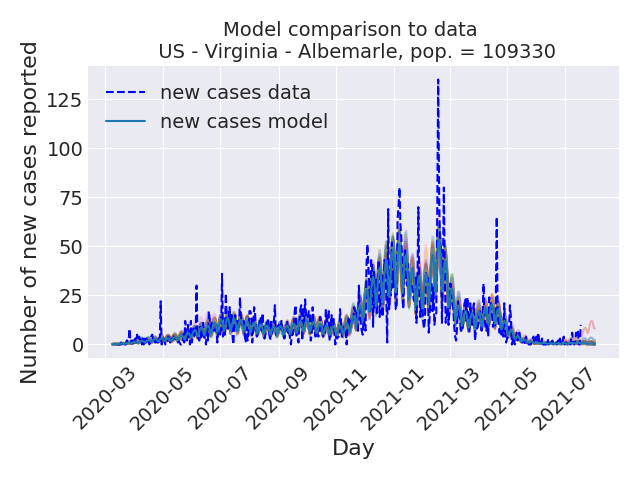 Model comparison to data
US - Virginia - Albemarle, pop. = 109330
Number of new cases reported
new cases data
new cases model
125
100
75
50
25
0
2020-03
2020-05
2020-07
2020-09
2020-11
2021-01
2021-03
2021-05
2021-07
Day